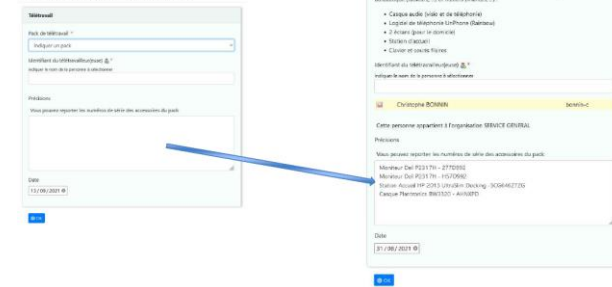 Télétravail
Pack de télétravail *
Indiquer un pack
Identifiant du télétravailleur(euse) *
Indiquer le nom de la personne à sélectionner
Précisions
Vous pouvez reporter les numéros de série des accessoires du pack:
Date
13/08/2021
OK
Casque audio (visio et de téléphonie)
Logiciel de téléphonie UnPhone (Rainbow)
2 écrans (pour le domicile)
Station d'accueil
Clavier et souris filaires
Identifiant du télétravailleur(euse) *
Indiquer le nom de la personne à sélectionner
Christophe BONNIN bonnin-c
Cette personne appartient à l'organisation SERVICE GENERAL
Précisions
Vous pouvez reporter les numéros de série des accessoires du pack:
Moniteur Dell P2317H - 277D992
Moniteur Dell P2317H - H57D992
Station Accueil HP 2013 UltraSlim Docking
Casque Plantronics
Date
31/08/2021
OK